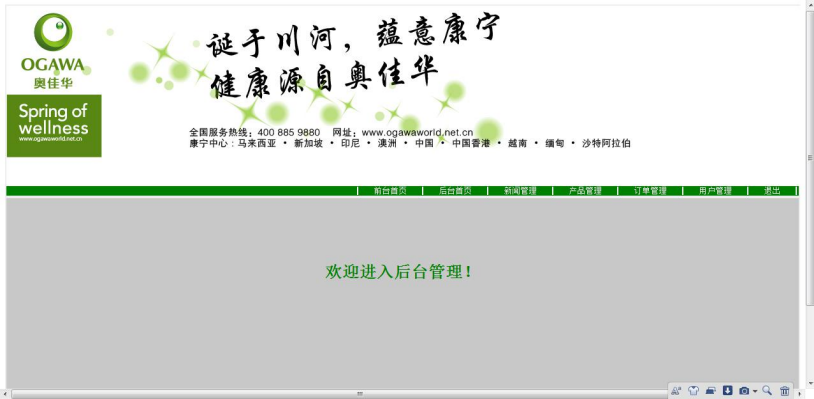 OGAWA
奥佳华
Spring of
wellness
www.ogawaworld.net.cn
诞于川河，蕴意康宁
健康源自奥佳华
全国服务热线：400 885 9880 网址：www.ogawaworld.net.cn
康宁中心：马来西亚 • 新加坡 • 印尼 • 澳洲 • 中国 • 中国香港 • 越南 • 缅甸 • 沙特阿拉伯
| 前台首页 | 后台首页 | 新闻管理 | 产品管理 | 订单管理 | 用户管理 | 退出 |
欢迎进入后台管理！